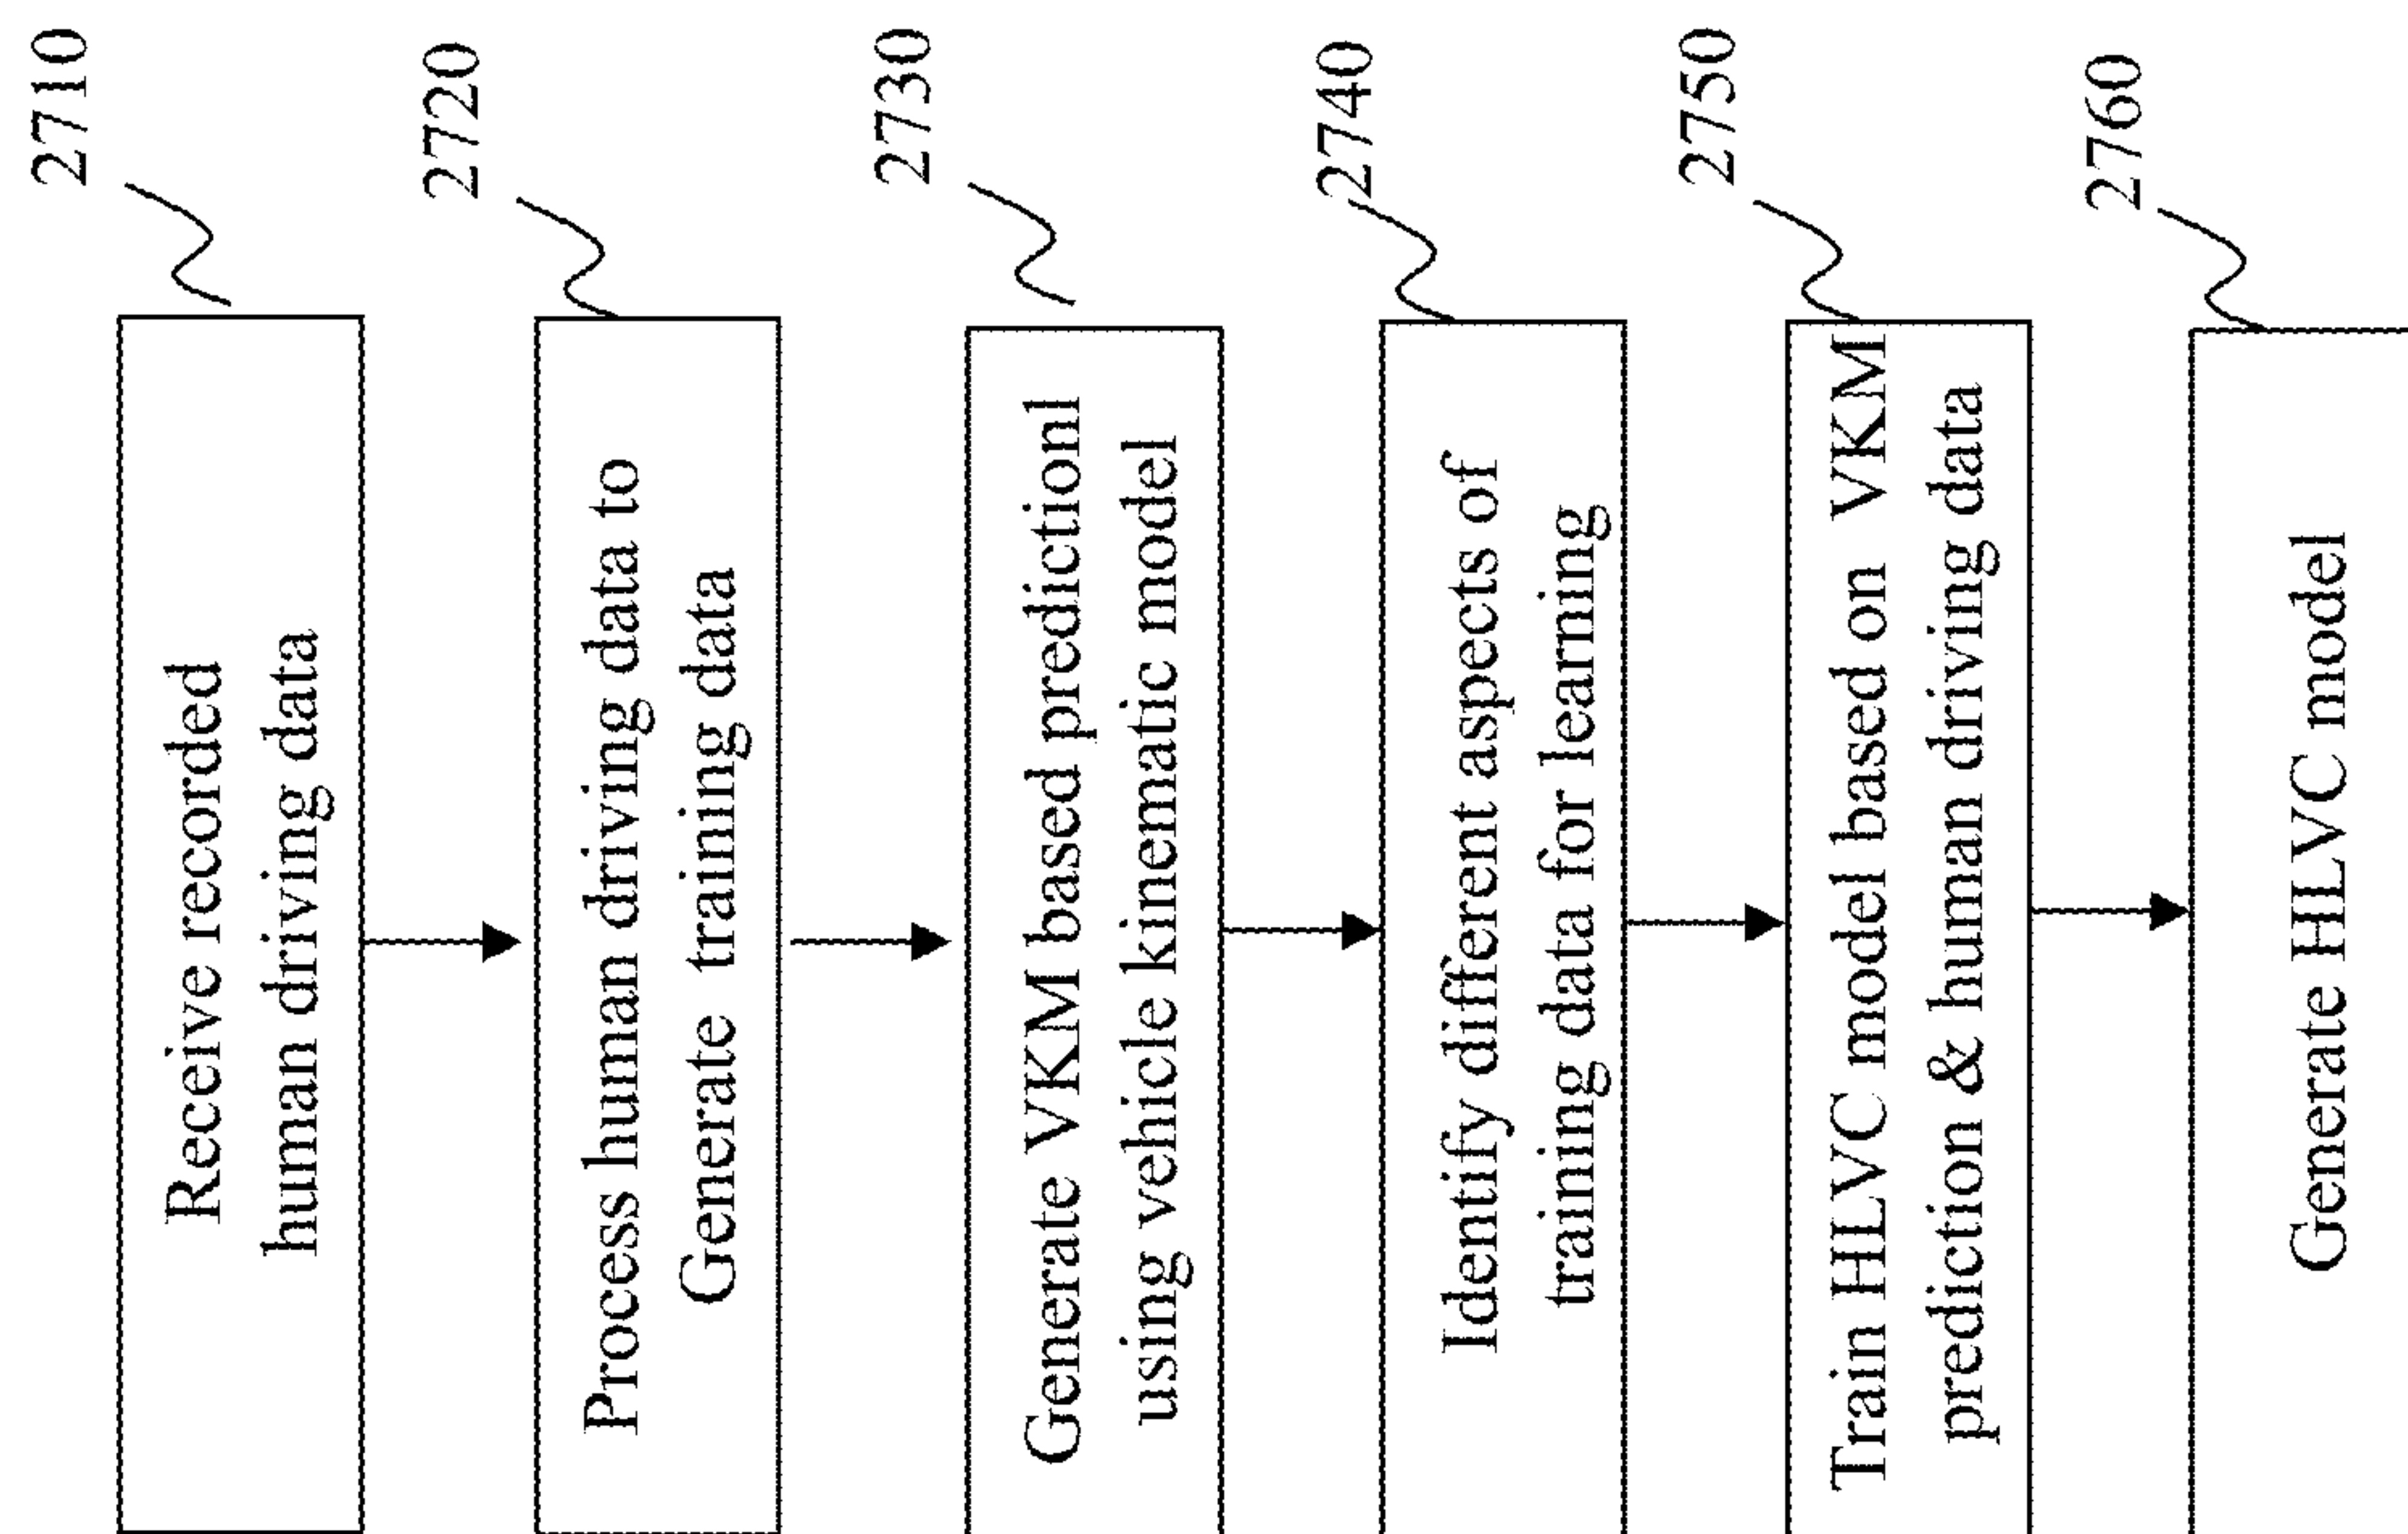 2710
Receive recorded
human driving data
2720
Process human driving data to
Generate training data
2730
Generate VKM based predictionl
using vehicle kinematic model
2740
Identify different aspects of
training data for learning
2750
Train HLVC model based on VKM
prediction & human driving data
2760
Generate HLVC model